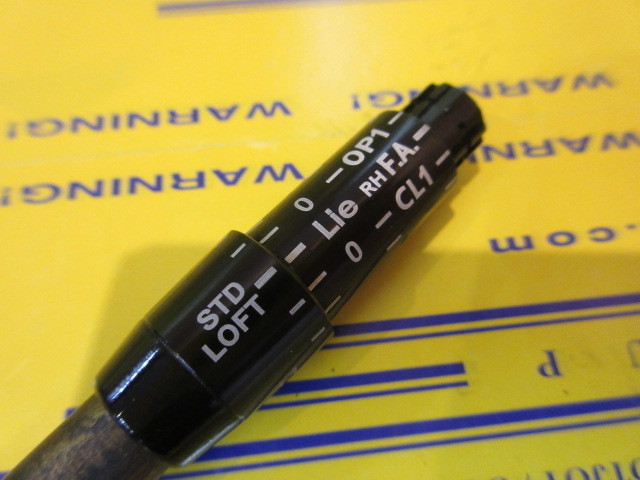 WARNING! WARNING!
WARNING! WARNING
.com
OP1
RH F.A.
CL1
0 Lie 0
STD
LOFT
U P